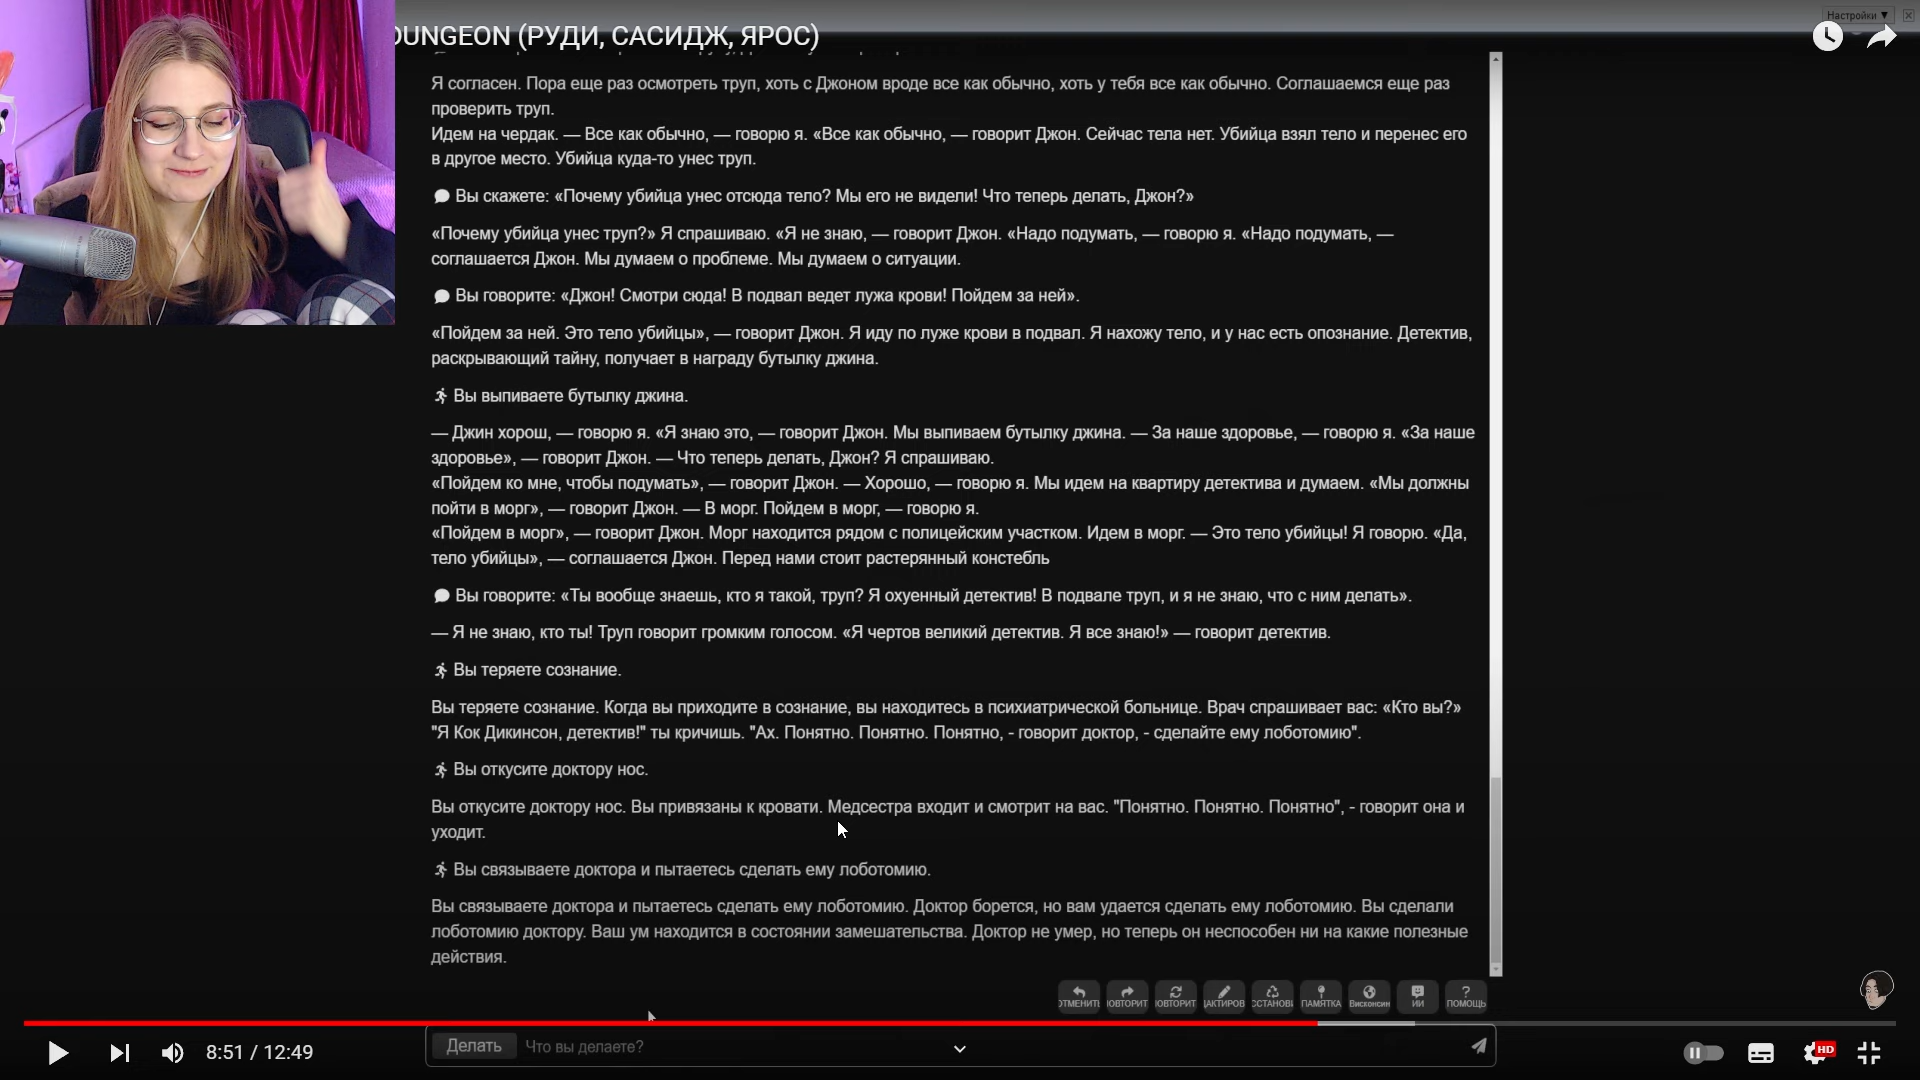 DUNGEON (РУДИ, САСИДЖ, ЯРОС)
Настройки ▼
Я согласен. Пора еще раз осмотреть труп, хоть с Джоном вроде все как обычно, хоть у тебя все как обычно. Соглашаемся еще раз
проверить труп.
Идем на чердак. — Все как обычно, — говорю я. «Все как обычно, — говорит Джон. Сейчас тела нет. Убийца взял тело и перенес его
в другое место. Убийца куда-то унес труп.
Вы скажете: «Почему убийца унес отсюда тело? Мы его не видели! Что теперь делать, Джон?»
«Почему убийца унес труп?» Я спрашиваю. «Я не знаю, — говорит Джон. «Надо подумать, — говорю я. «Надо подумать, —
соглашается Джон. Мы думаем о проблеме. Мы думаем о ситуации.
Вы говорите: «Джон! Смотри сюда! В подвал ведет лужа крови! Пойдем за ней».
«Пойдем за ней. Это тело убийцы», — говорит Джон. Я иду по луже крови в подвал. Я нахожу тело, и у нас есть опознание. Детектив,
раскрывающий тайну, получает в награду бутылку джина.
Вы выпиваете бутылку джина.
— Джин хорош, — говорю я. «Я знаю это, — говорит Джон. Мы выпиваем бутылку джина. — За наше здоровье, — говорю я. «За наше
здоровье», — говорит Джон. — Что теперь делать, Джон? Я спрашиваю.
«Пойдем ко мне, чтобы подумать», — говорит Джон. — Хорошо, — говорю я. Мы идем на квартиру детектива и думаем. «Мы должны
пойти в морг», — говорит Джон. — В морг. Пойдем в морг, — говорю я.
«Пойдем в морг», — говорит Джон. Морг находится рядом с полицейским участком. Идем в морг. — Это тело убийцы! Я говорю. «Да,
тело убийцы», — соглашается Джон. Перед нами стоит растерянный констебль
Вы говорите: «Ты вообще знаешь, кто я такой, труп? Я охуенный детектив! В подвале труп, и я не знаю, что с ним делать».
— Я не знаю, кто ты! Труп говорит громким голосом. «Я чертов великий детектив. Я все знаю!» — говорит детектив.
Вы теряете сознание.
Вы теряете сознание. Когда вы приходите в сознание, вы находитесь в психиатрической больнице. Врач спрашивает вас: «Кто вы?»
"Я Кок Дикинсон, детектив!" ты кричишь. "Ах. Понятно. Понятно. Понятно, - говорит доктор, - сделайте ему лоботомию".
Вы откусите доктору нос.
Вы откусите доктору нос. Вы привязаны к кровати. Медсестра входит и смотрит на вас. "Понятно. Понятно. Понятно", - говорит она и
уходит.
Вы связываете доктора и пытаетесь сделать ему лоботомию.
Вы связываете доктора и пытаетесь сделать ему лоботомию. Доктор борется, но вам удается сделать ему лоботомию. Вы сделали
лоботомию доктору. Ваш ум находится в состоянии замешательства. Доктор не умер, но теперь он неспособен ни на какие полезные
действия.
ОТМЕНИТЬ ПОВТОРИТ ПОВТОРИТ ДАКТИРОВ ССТАНОВИ ПАМЯТКА Висконсин ИИ ПОМОЩЬ
Делать Что вы делаете?
8:51 / 12:49 HD